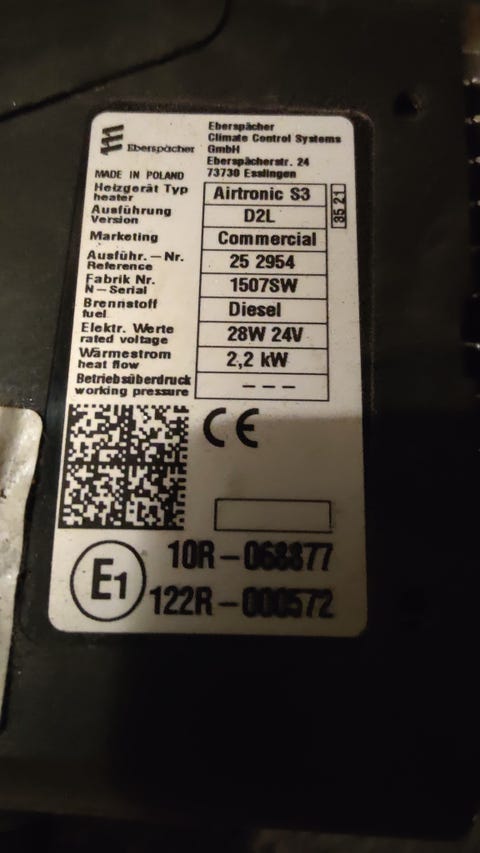 Eberspächer
Eberspächer
Climate Control Systems
GmbH
Eberspächerstr. 24
73730 Esslingen
MADE IN POLAND
Heizgerät Typ
heater
Airtronic S3
35 21
Ausführung
Version
D2L
Marketing
Commercial
Ausführ. – Nr.
Reference
25 2954
Fabrik Nr.
N – Serial
1507SW
Brennstoff
fuel
Diesel
Elektr. Werte
rated voltage
28W 24V
Wärmestrom
heat flow
2,2 kW
Betriebsüberdruck
working pressure
– – –
CE
E1
10R – 068877
122R – 000572